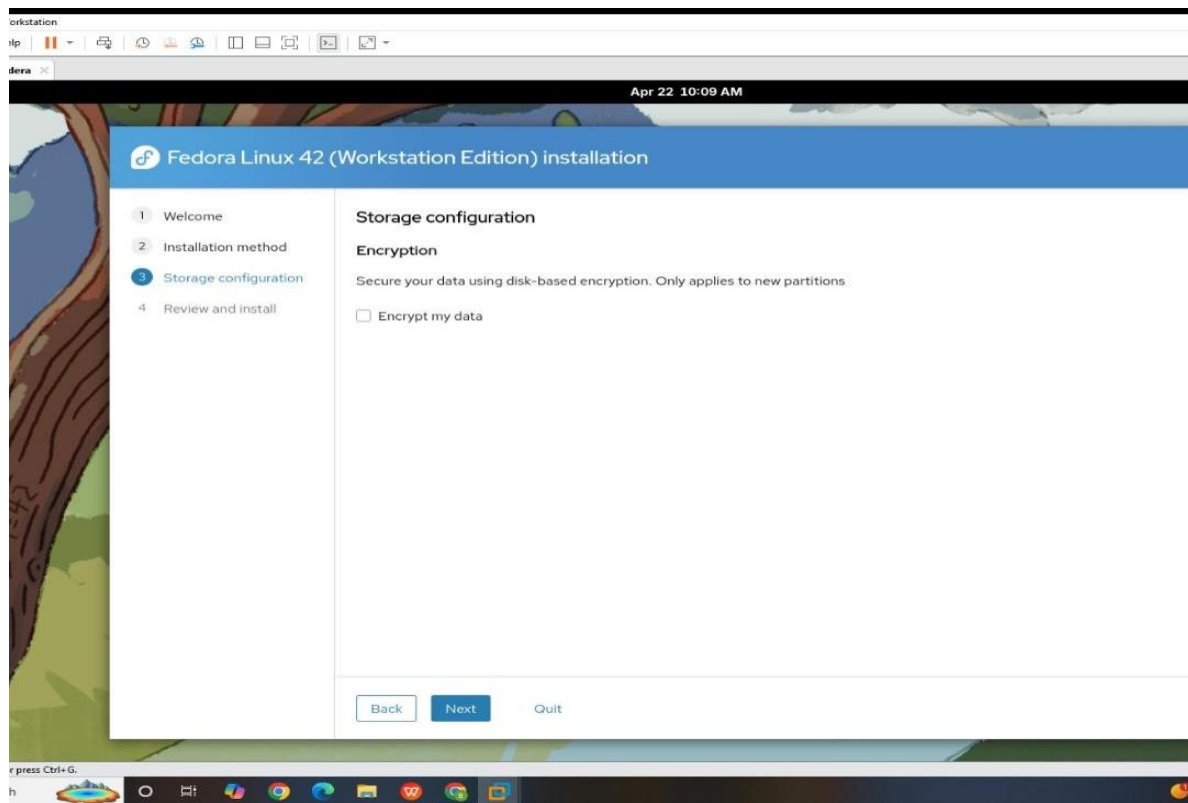 orkstation
elp
dera
Apr 22 10:09 AM
Fedora Linux 42 (Workstation Edition) installation
1 Welcome
2 Installation method
3 Storage configuration
4 Review and install
Storage configuration
Encryption
Secure your data using disk-based encryption. Only applies to new partitions
Encrypt my data
Back Next Quit
r press Ctrl+G.
h